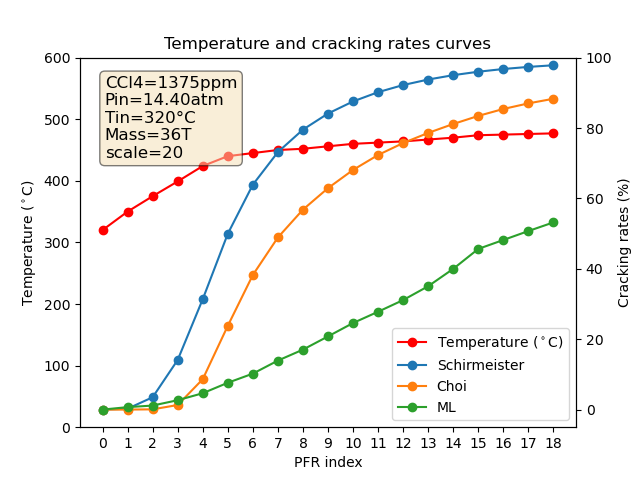 Temperature and cracking rates curves
CCl4=1375ppm
Pin=14.40atm
Tin=320°C
Mass=36T
scale=20
Temperature (°C)
600
500
400
300
200
100
0
100
80
60
40
20
0
Cracking rates (%)
Temperature (°C)
Schirmeister
Choi
ML
0 1 2 3 4 5 6 7 8 9 10 11 12 13 14 15 16 17 18
PFR index